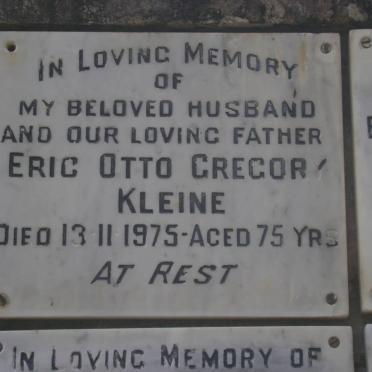 IN LOVING MEMORY
OF
MY BELOVED HUSBAND
AND OUR LOVING FATHER
ERIC OTTO GREGORY
KLEINE
DIED 13 11 1975-AGED 75 YRS
AT REST
IN LOVING MEMORY OF